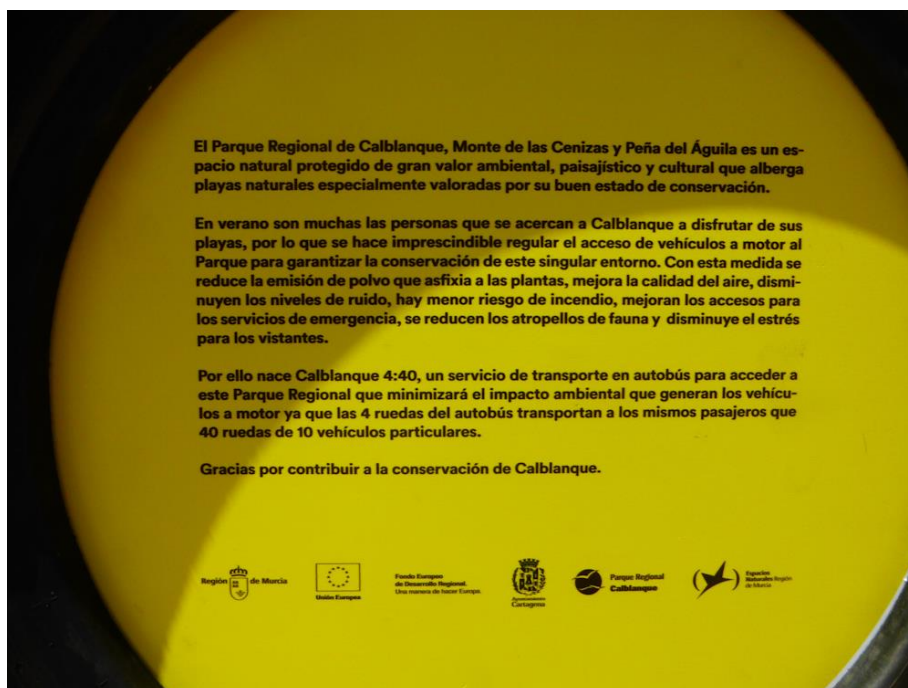 El Parque Regional de Calblanque, Monte de las Cenizas y Peña del Águila es un es-
pacio natural protegido de gran valor ambiental, paisajístico y cultural que alberga
playas naturales especialmente valoradas por su buen estado de conservación.
En verano son muchas las personas que se acercan a Calblanque a disfrutar de sus
playas, por lo que se hace imprescindible regular el acceso de vehículos a motor al
Parque para garantizar la conservación de este singular entorno. Con esta medida se
reduce la emisión de polvo que asfixia a las plantas, mejora la calidad del aire, dismi-
nuyen los niveles de ruido, hay menor riesgo de incendio, mejoran los accesos para
los servicios de emergencia, se reducen los atropellos de fauna y disminuye el estrés
para los vistantes.
Por ello nace Calblanque 4:40, un servicio de transporte en autobús para acceder a
este Parque Regional que minimizará el impacto ambiental que generan los vehícu-
los a motor ya que las 4 ruedas del autobús transportan a los mismos pasajeros que
40 ruedas de 10 vehículos particulares.
Gracias por contribuir a la conservación de Calblanque.
Región de Murcia
Unión Europea
Fondo Europeo
de Desarrollo Regional.
Una manera de hacer Europa.
Ayuntamiento
Cartagena
Parque Regional
Calblanque
Espacios
Naturales Región
de Murcia